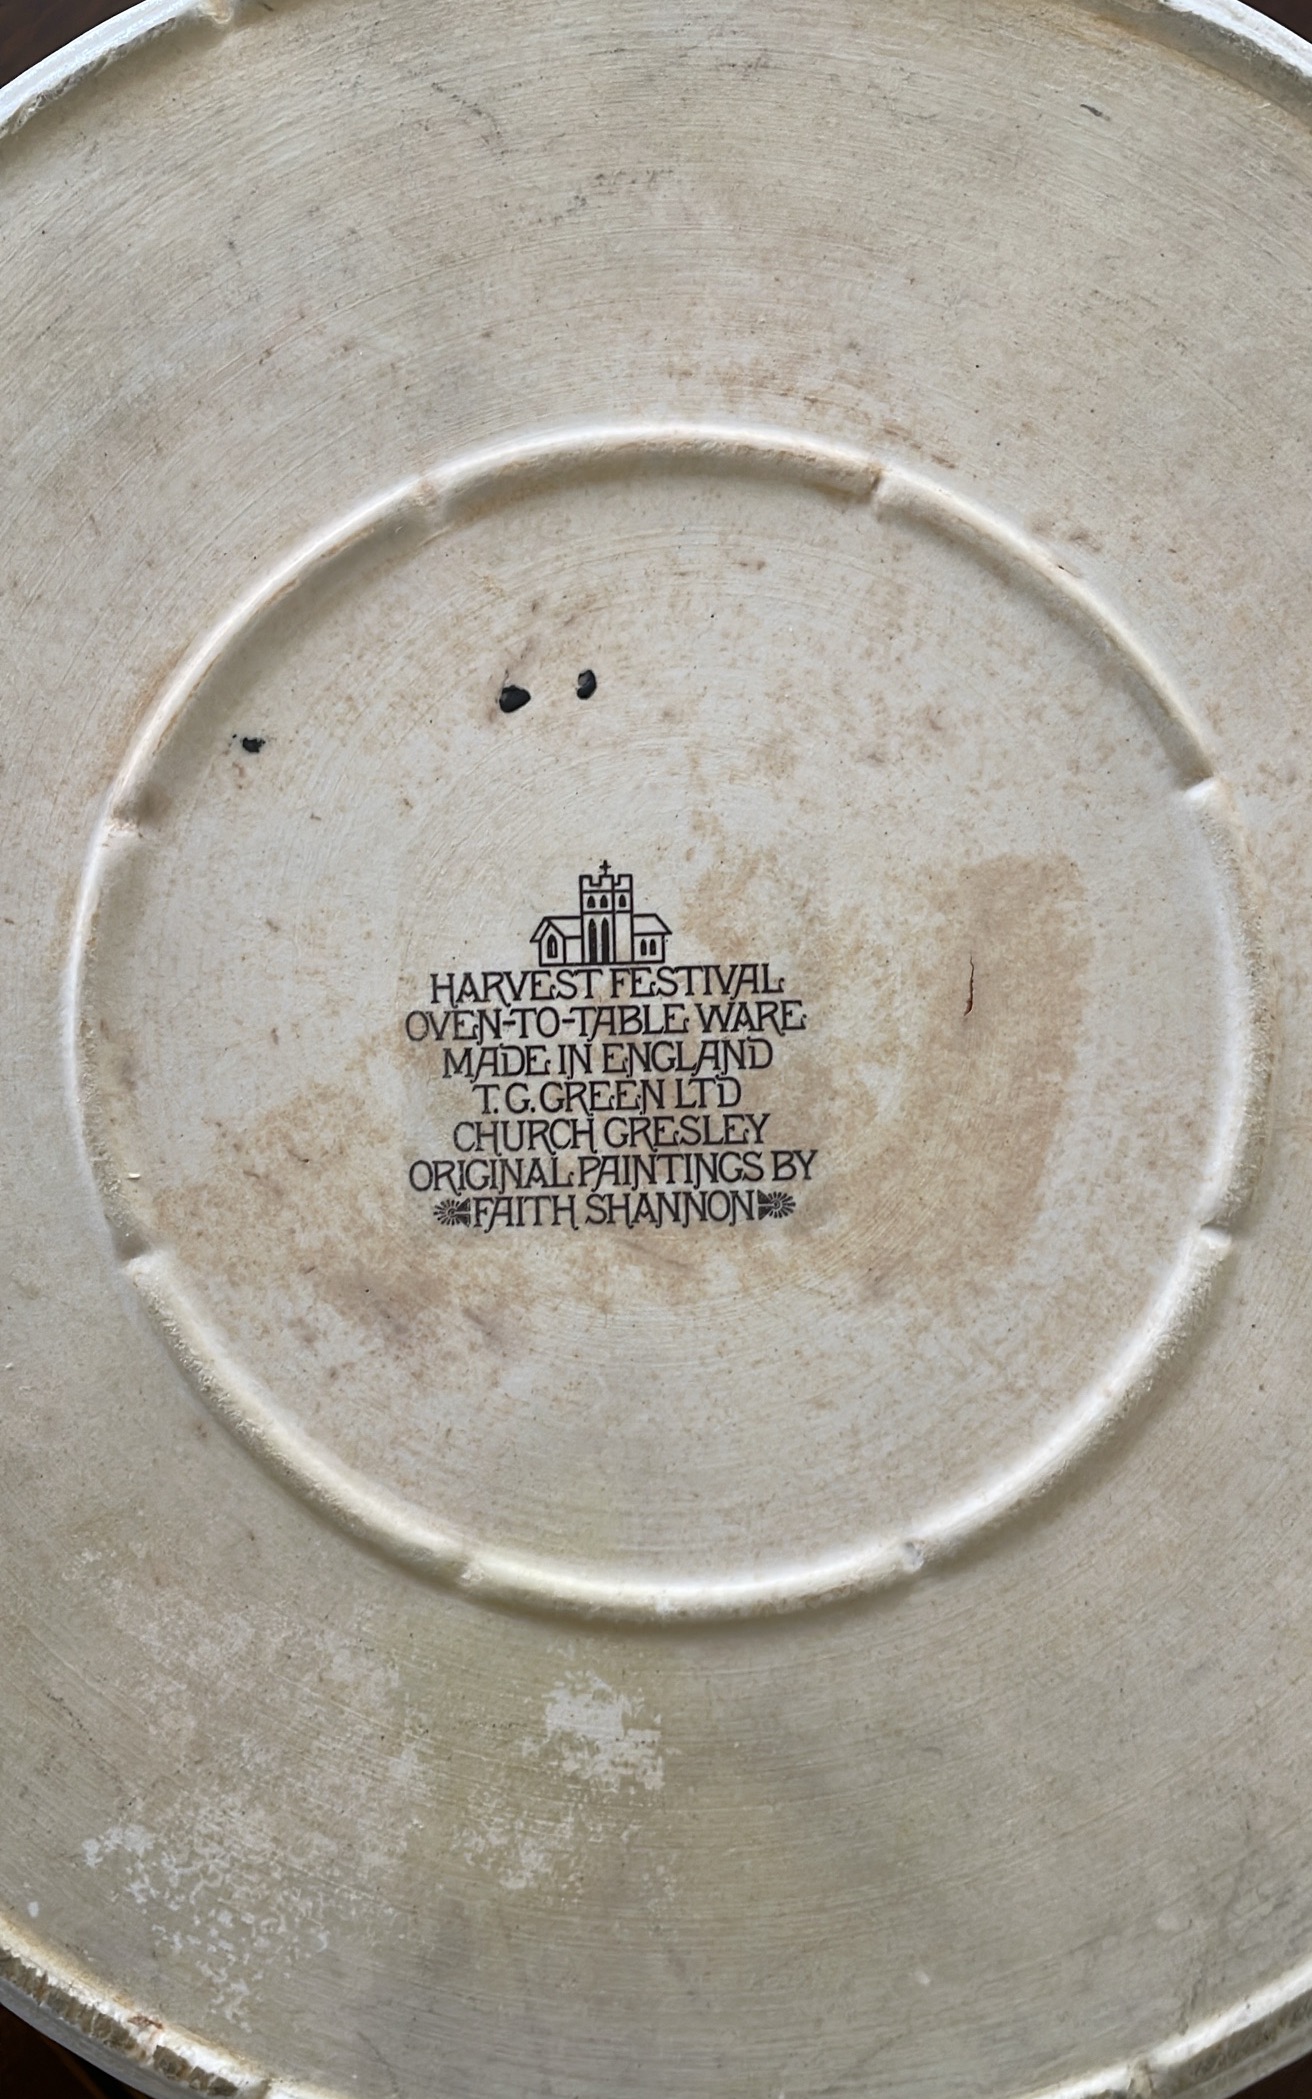 HARVEST FESTIVAL
OVEN-TO-TABLE WARE
MADE IN ENGLAND
T.G.GREEN LTD
CHURCH GRESLEY
ORIGINAL PAINTINGS BY
FAITH SHANNON